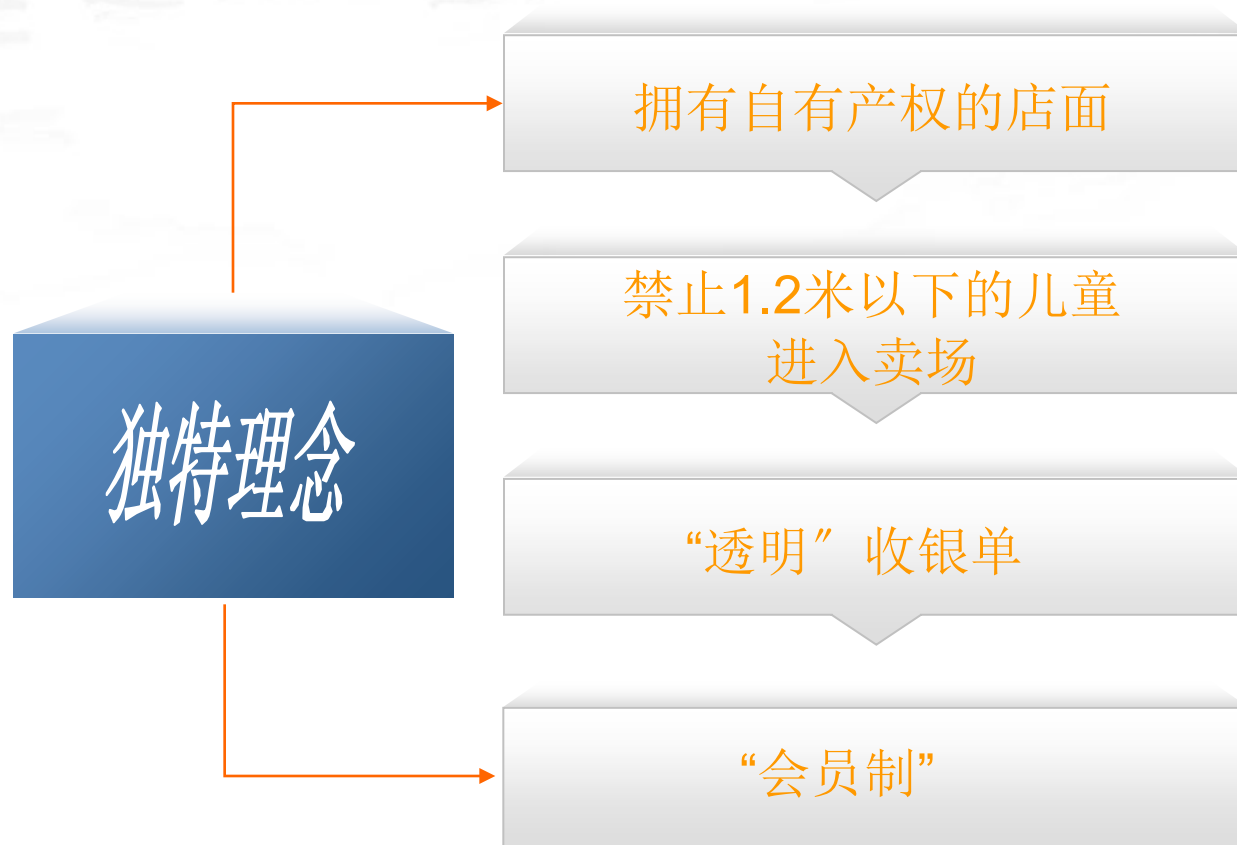 拥有自有产权的店面
禁止1.2米以下的儿童
进入卖场
独特理念
“透明〞收银单
“会员制”